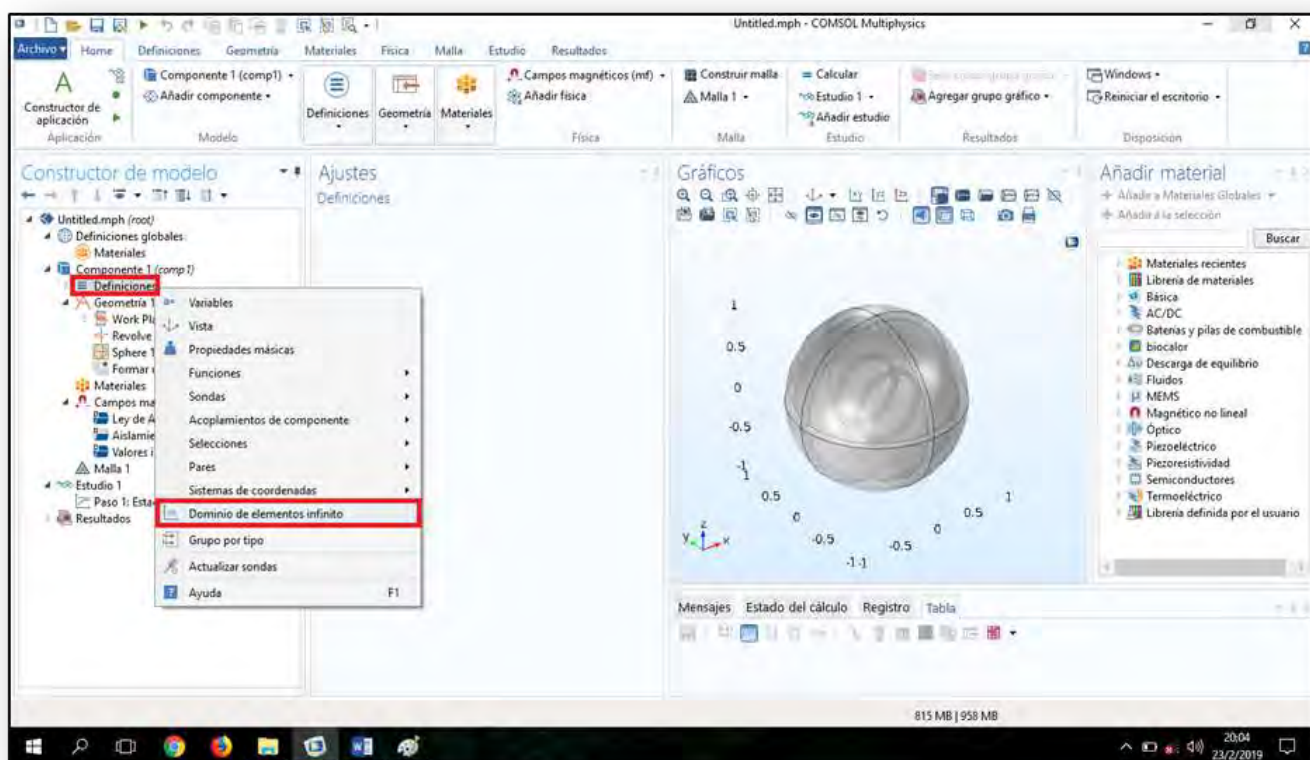 Untitled.mph - COMSOL Multiphysics
Archivo Home Definiciones Geometría Materiales Física Malla Estudio Resultados
Constructor de aplicación
Aplicación
Componente 1 (comp1)
Añadir componente
Modelo
Definiciones Geometría Materiales
Campos magnéticos (mf)
Añadir física
Física
Construir malla
Malla 1
Malla
Calcular
Estudio 1
Añadir estudio
Estudio
Agregar grupo gráfico
Resultados
Windows
Reiniciar el escritorio
Disposición
Constructor de modelo
Untitled.mph (root)
Definiciones globales
Materiales
Componente 1 (comp1)
Definiciones
Geometría 1
Work Pla
Revolve
Sphere 1
Formar
Materiales
Campos ma
Ley de A
Aislamie
Valores i
Malla 1
Estudio 1
Paso 1: Esta
Resultados
Variables
Vista
Propiedades másicas
Funciones
Sondas
Acoplamientos de componente
Selecciones
Pares
Sistemas de coordenadas
Dominio de elementos infinito
Grupo por tipo
Actualizar sondas
Ayuda F1
Ajustes
Definiciones
Gráficos
1
0.5
0
-0.5
-1
1
0.5
0
-0.5
-1 -1
-0.5
0
0.5
1
z
y x
Mensajes Estado del cálculo Registro Tabla
Añadir material
Añadir a Materiales Globales
Añadir a la selección
Buscar
Materiales recientes
Librería de materiales
Básica
AC/DC
Baterías y pilas de combustible
biocalor
Descarga de equilibrio
Fluidos
MEMS
Magnético no lineal
Óptico
Piezoeléctrico
Piezoresistividad
Semiconductores
Termoeléctrico
Librería definida por el usuario
815 MB | 958 MB
20:04
23/2/2019